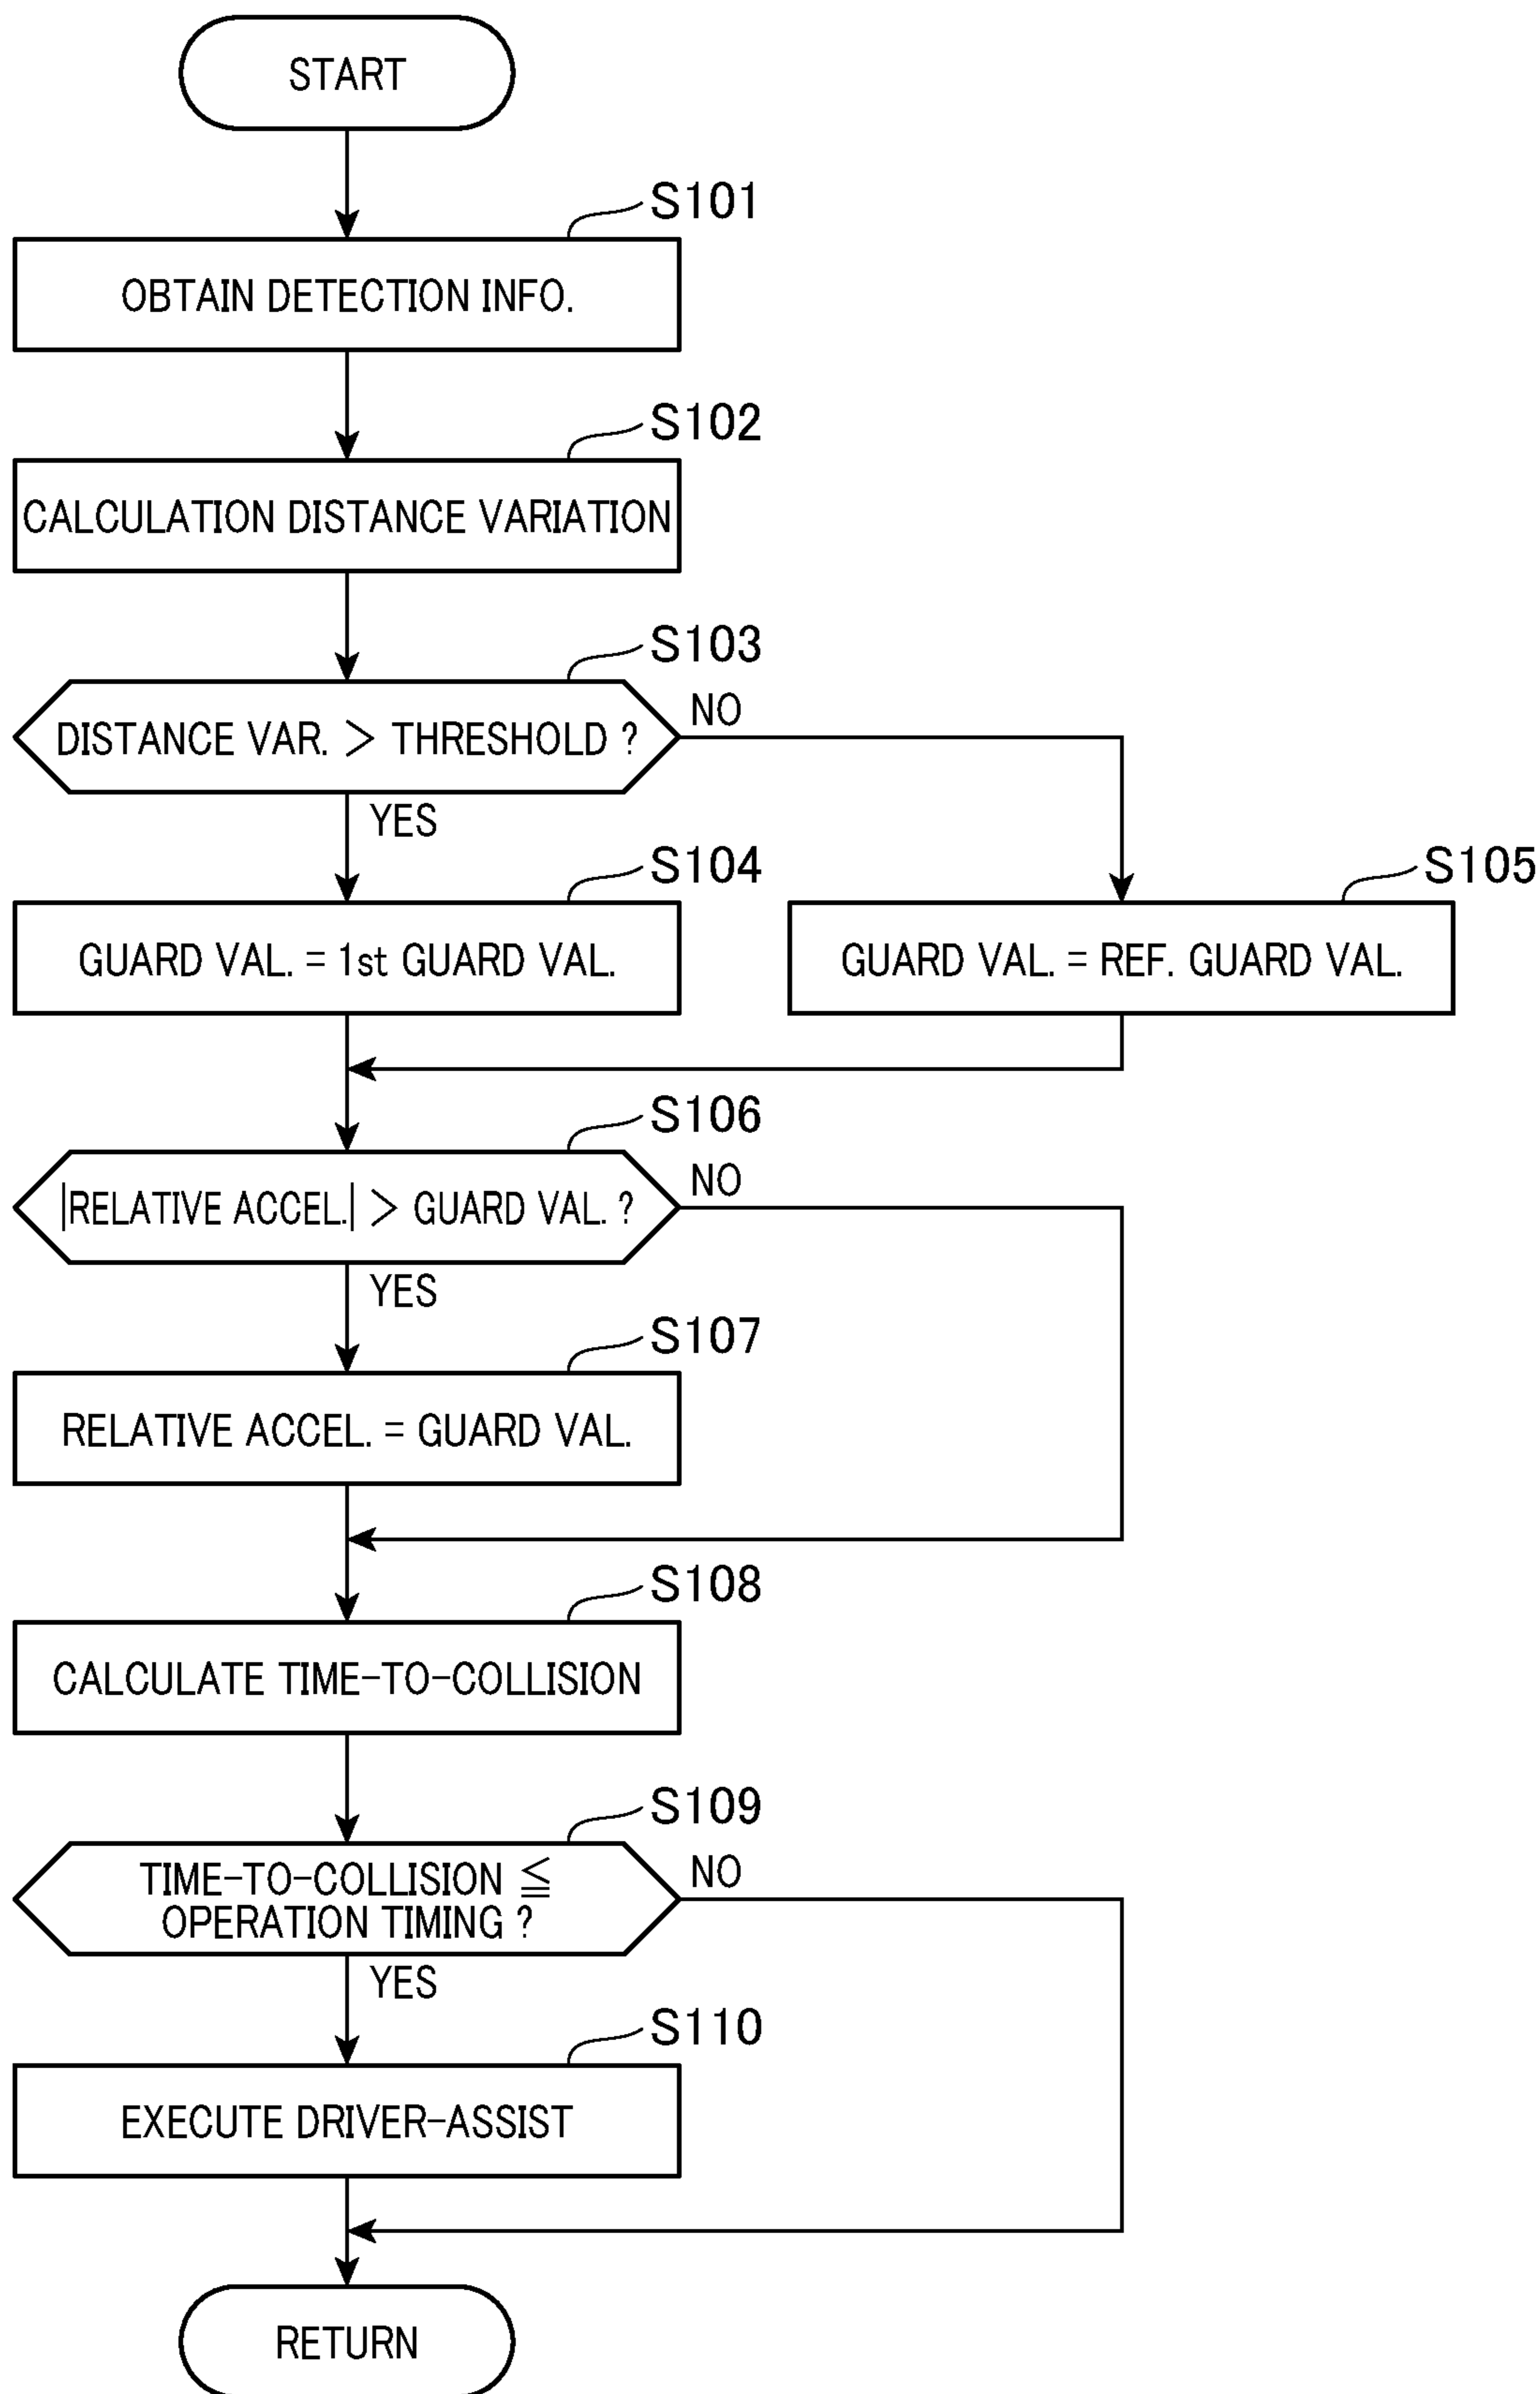 START
S101
OBTAIN DETECTION INFO.
S102
CALCULATION DISTANCE VARIATION
S103
DISTANCE VAR. > THRESHOLD ?
NO
YES
S104
GUARD VAL. = 1st GUARD VAL.
S105
GUARD VAL. = REF. GUARD VAL.
S106
|RELATIVE ACCEL.| > GUARD VAL. ?
NO
YES
S107
RELATIVE ACCEL. = GUARD VAL.
S108
CALCULATE TIME-TO-COLLISION
S109
TIME-TO-COLLISION ≦
OPERATION TIMING ?
NO
YES
S110
EXECUTE DRIVER-ASSIST
RETURN